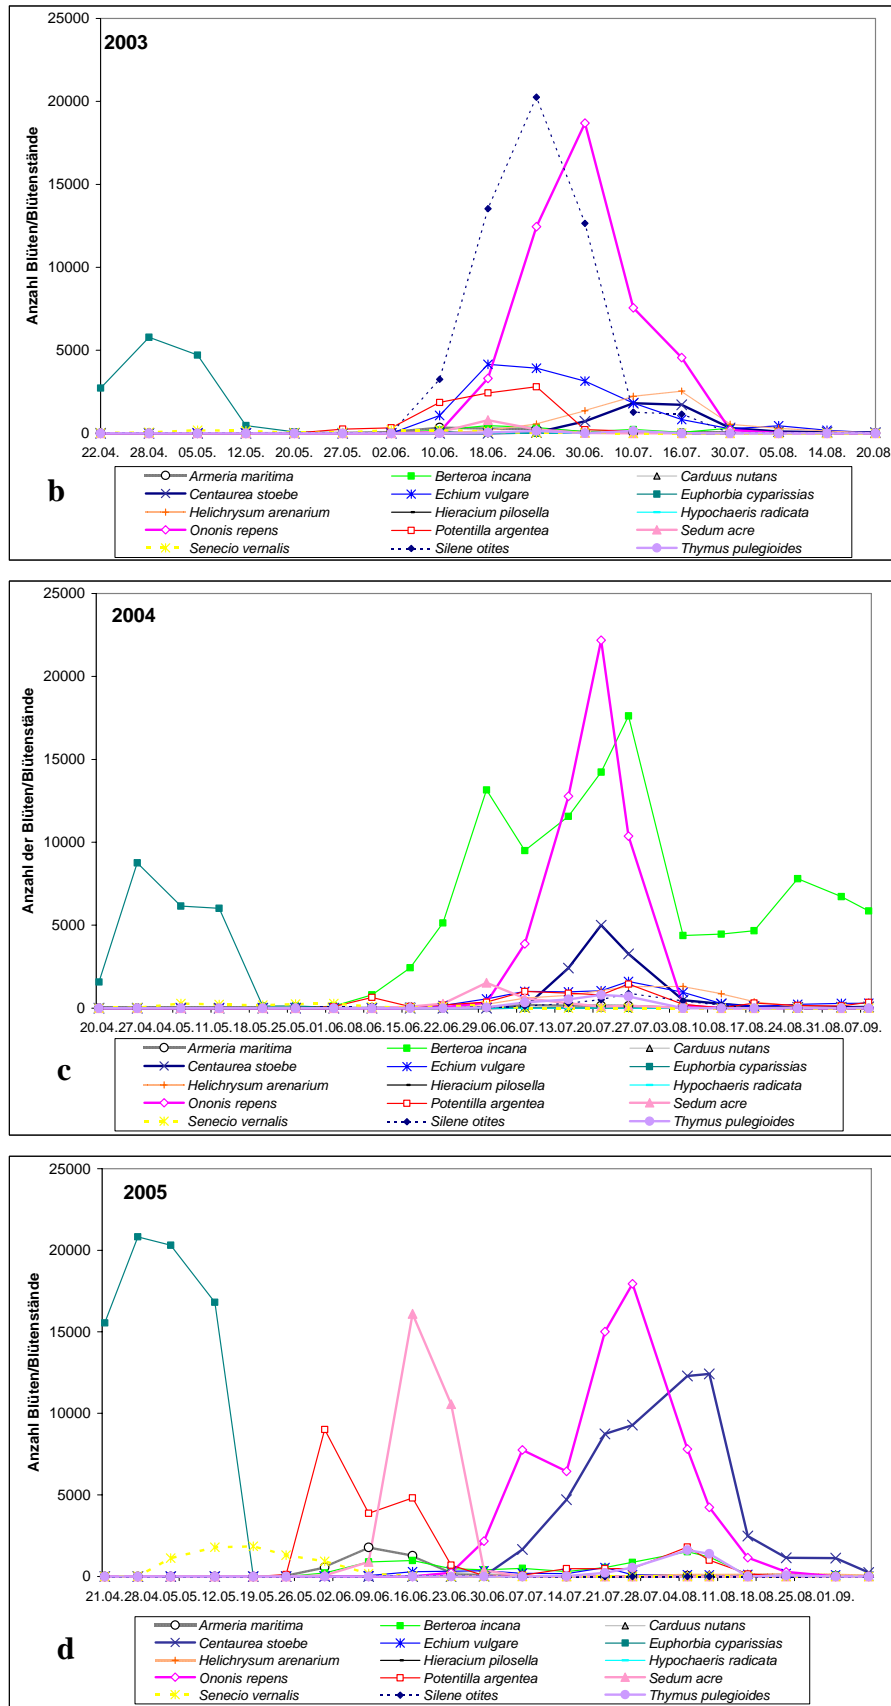 2003
25000
20000
15000
10000
5000
0
Anzahl Blüten/Blütenstände
22.04. 28.04. 05.05. 12.05. 20.05. 27.05. 02.06. 10.06. 18.06. 24.06. 30.06. 10.07. 16.07. 30.07. 05.08. 14.08. 20.08.
b
Armeria maritima Berteroa incana Carduus nutans
Centaurea stoebe Echium vulgare Euphorbia cyparissias
Helichrysum arenarium Hieracium pilosella Hypochaeris radicata
Ononis repens Potentilla argentea Sedum acre
Senecio vernalis Silene otites Thymus pulegioides
2004
25000
20000
15000
10000
5000
0
Anzahl der Blüten/Blütenstände
20.04.27.04.04.05.11.05.18.05.25.05.01.06.08.06.15.06.22.06.29.06.06.07.13.07.20.07.27.07.03.08.10.08.17.08.24.08.31.08.07.09.
c
Armeria maritima Berteroa incana Carduus nutans
Centaurea stoebe Echium vulgare Euphorbia cyparissias
Helichrysum arenarium Hieracium pilosella Hypochaeris radicata
Ononis repens Potentilla argentea Sedum acre
Senecio vernalis Silene otites Thymus pulegioides
2005
25000
20000
15000
10000
5000
0
Anzahl Blüten/Blütenstände
21.04.28.04.05.05.12.05.19.05.26.05.02.06.09.06.16.06.23.06.30.06.07.07.14.07.21.07.28.07.04.08.11.08.18.08.25.08.01.09.
d
Armeria maritima Berteroa incana Carduus nutans
Centaurea stoebe Echium vulgare Euphorbia cyparissias
Helichrysum arenarium Hieracium pilosella Hypochaeris radicata
Ononis repens Potentilla argentea Sedum acre
Senecio vernalis Silene otites Thymus pulegioides